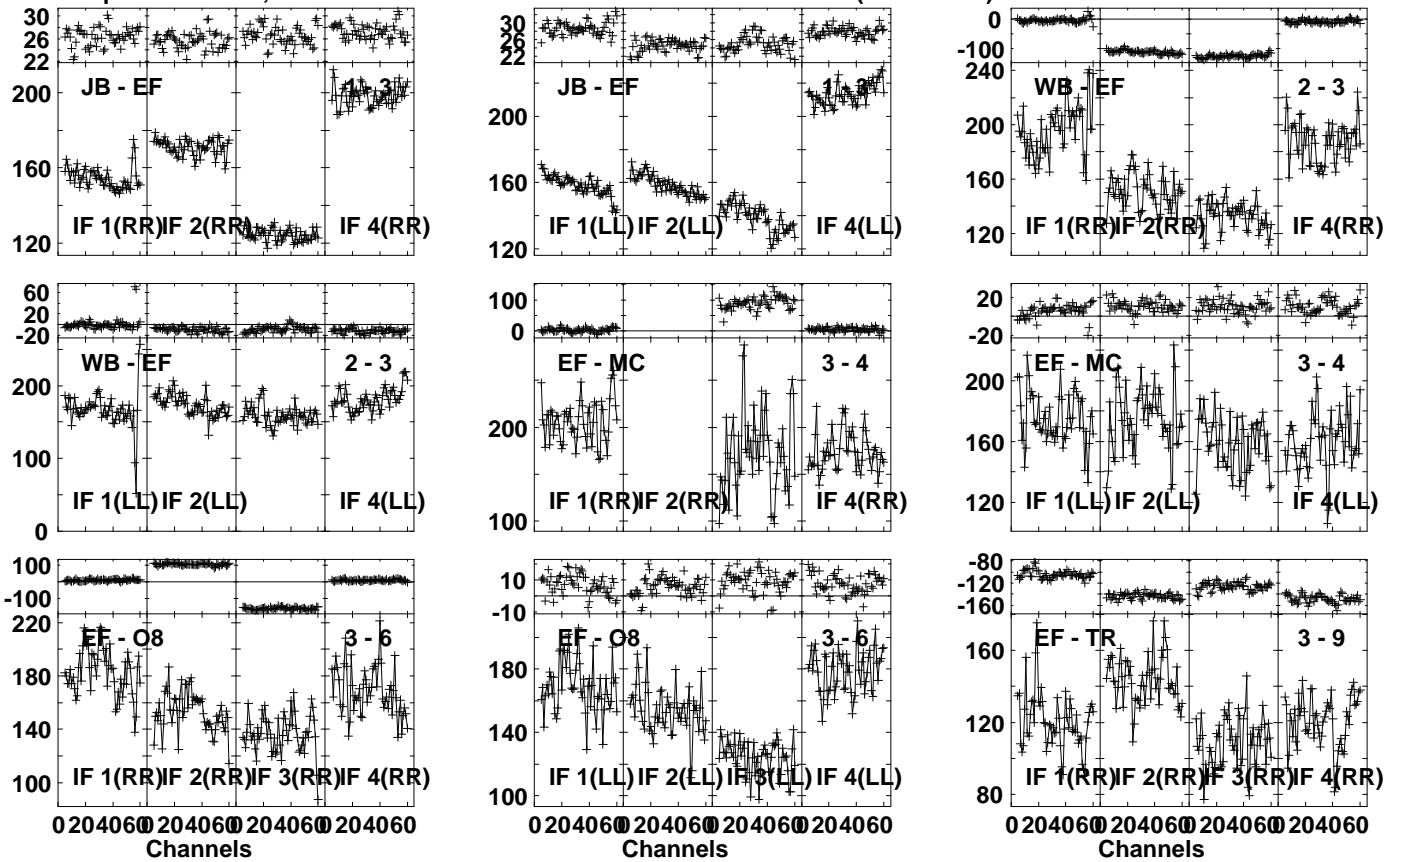 30
26
22
JB - EF
1 - 3
200
160
120
IF 1(RR) IF 2(RR) IF 4(RR)
30
26
22
JB - EF
1 - 3
200
160
120
IF 1(LL) IF 2(LL) IF 4(LL)
0
-100
240
WB - EF
2 - 3
200
160
120
IF 1(RR) IF 2(RR) IF 4(RR)
60
20
-20
WB - EF
2 - 3
200
100
0
IF 1(LL) IF 2(LL) IF 4(LL)
100
0
EF - MC
3 - 4
200
100
IF 1(RR) IF 2(RR) IF 4(RR)
20
-20
EF - MC
3 - 4
200
160
120
IF 1(LL) IF 2(LL) IF 4(LL)
100
-100
220
EF - O8
3 - 6
180
140
100
IF 1(RR) IF 2(RR) IF 3(RR) IF 4(RR)
0 20 40 60 0 20 40 60 0 20 40 60 0 20 40 60
Channels
10
-10
EF - O8
3 - 6
180
140
100
IF 1(LL) IF 2(LL) IF 3(LL) IF 4(LL)
0 20 40 60 0 20 40 60 0 20 40 60 0 20 40 60
Channels
-80
-120
-160
EF - TR
3 - 9
160
120
80
IF 1(RR) IF 2(RR) IF 3(RR) IF 4(RR)
0 20 40 60 0 20 40 60 0 20 40 60 0 20 40 60
Channels